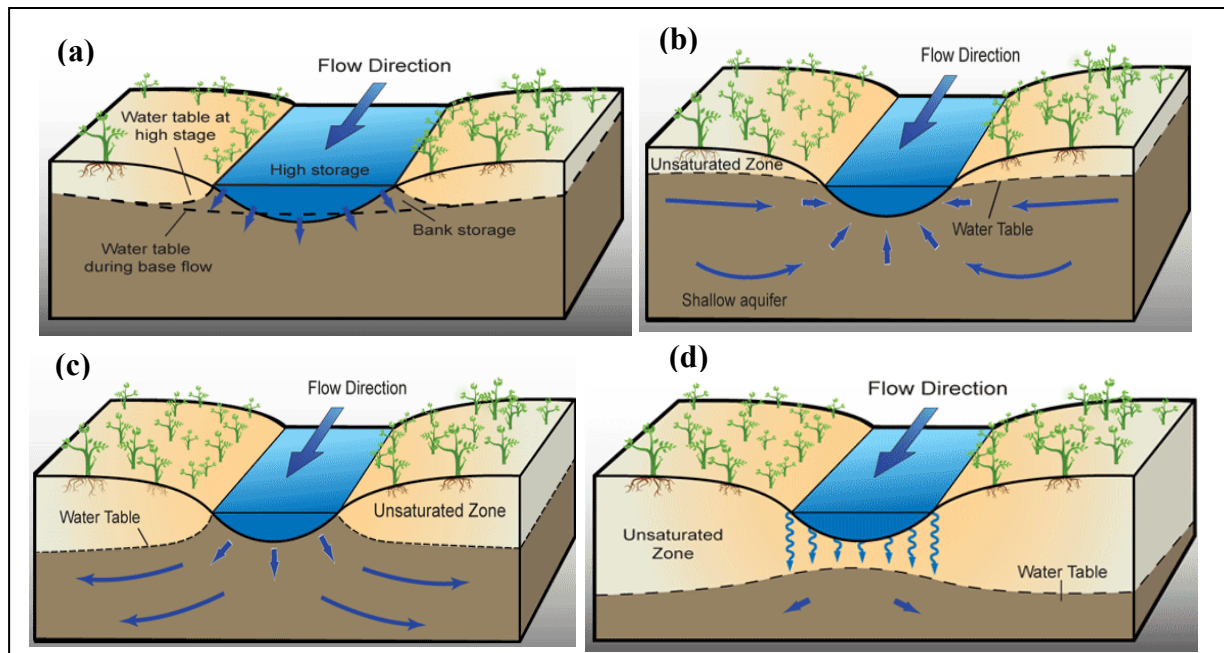 (a)
Flow Direction
Water table at
high stage
High storage
Bank storage
Water table
during base flow
(b)
Flow Direction
Unsaturated Zone
Water Table
Shallow aquifer
(c)
Flow Direction
Water Table
Unsaturated Zone
(d)
Flow Direction
Unsaturated
Zone
Water Table